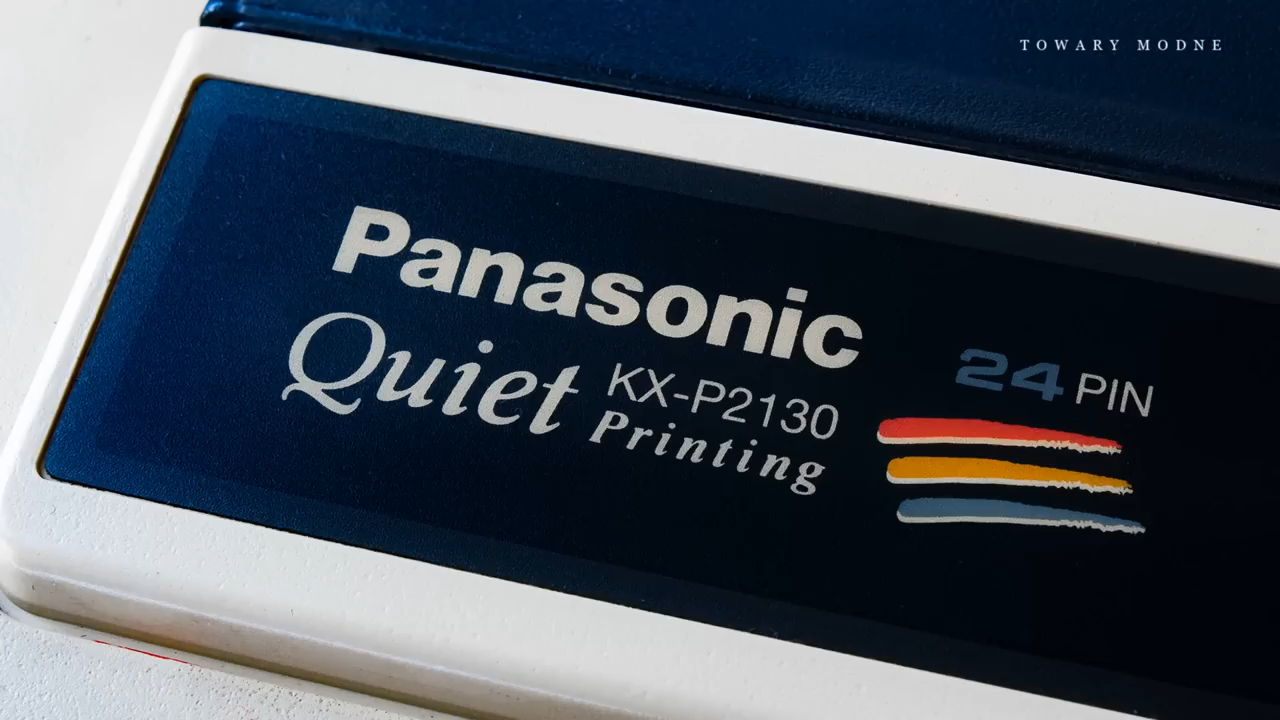 TOWARY MODNE
Panasonic
Quiet KX-P2130
Printing
24 PIN